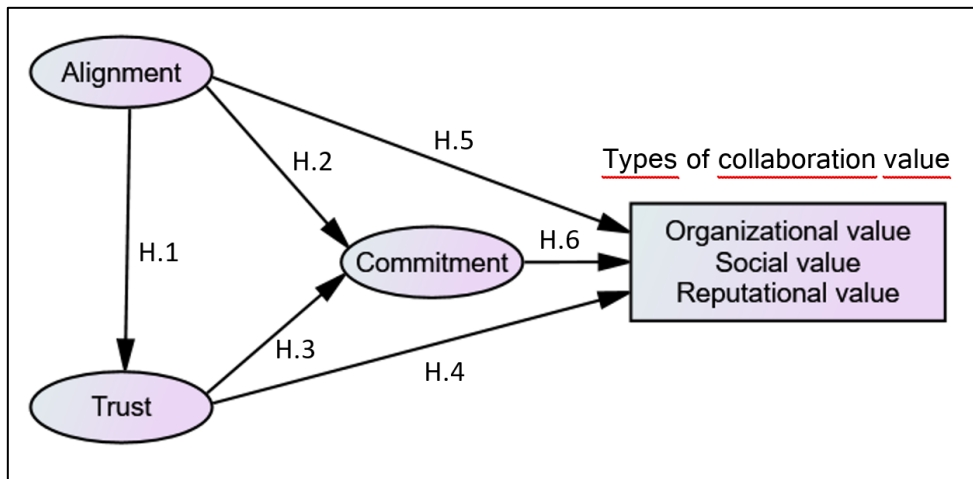 Alignment
H.5
H.2
Types of collaboration value
Organizational value
Social value
Reputational value
H.1
Commitment
H.6
H.3
H.4
Trust